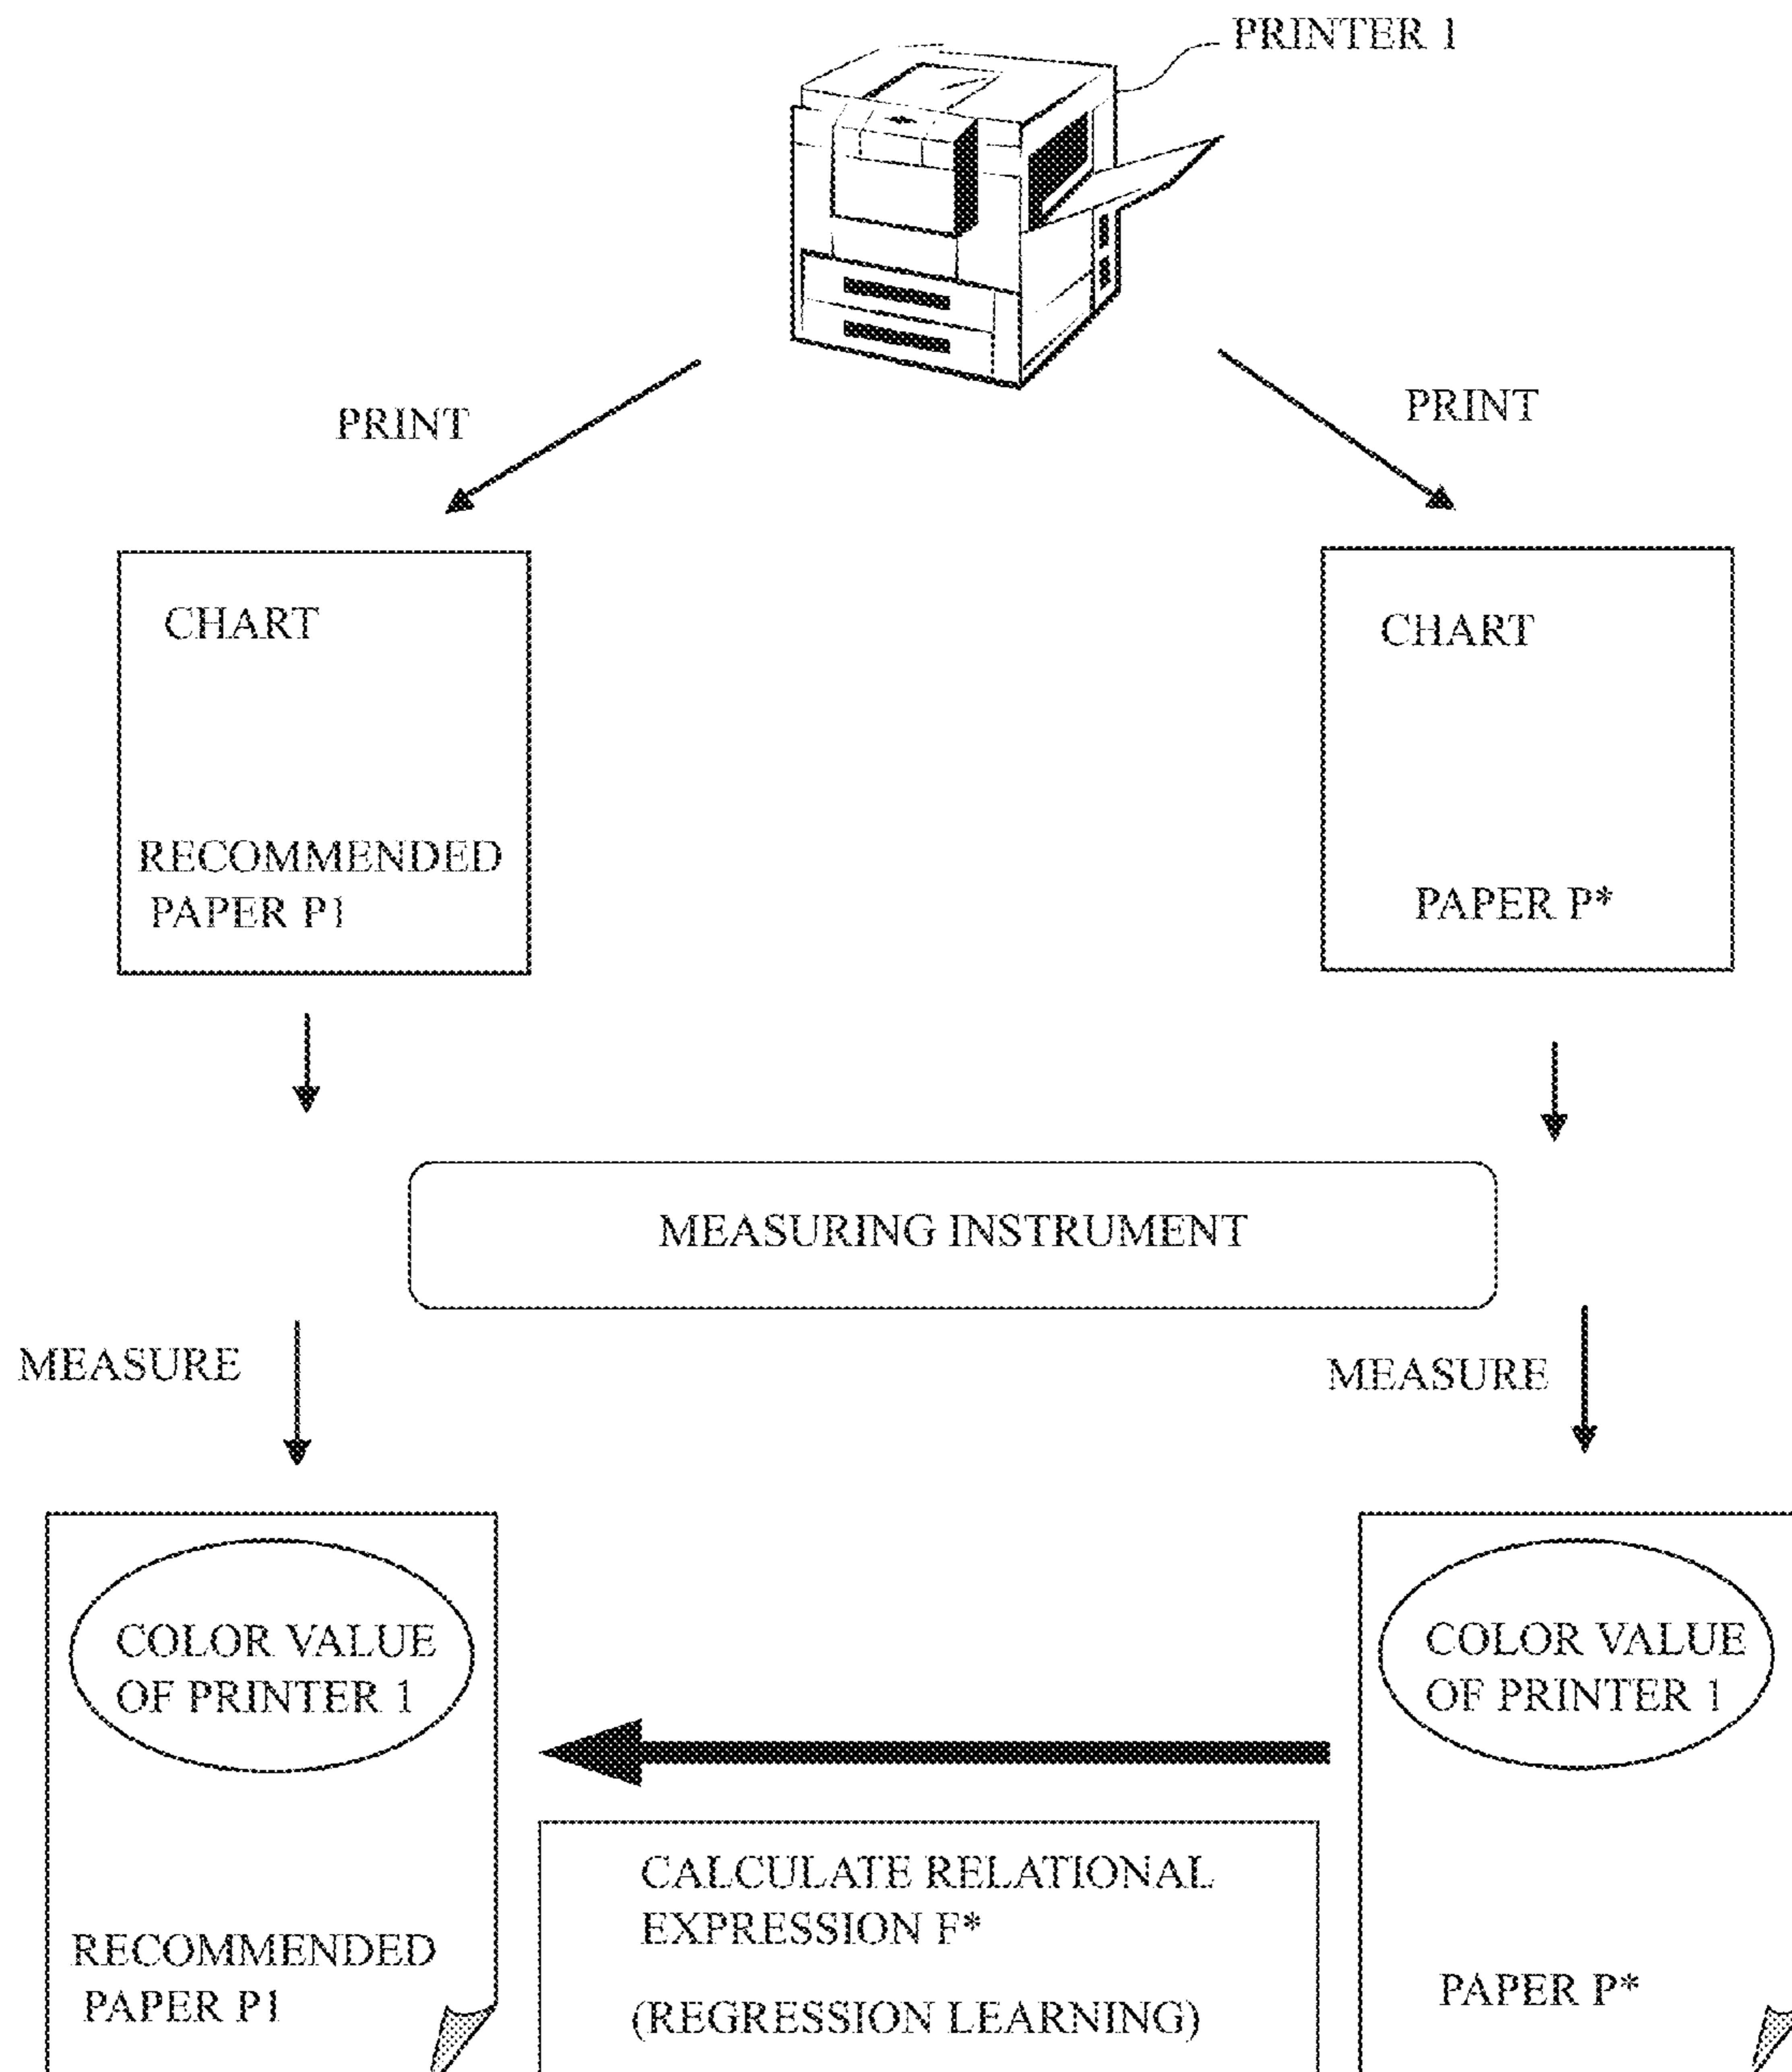 PRINTER 1
PRINT
PRINT
CHART
RECOMMENDED
PAPER P1
CHART
PAPER P*
MEASURING INSTRUMENT
MEASURE
MEASURE
COLOR VALUE
OF PRINTER 1
RECOMMENDED
PAPER P1
COLOR VALUE
OF PRINTER 1
PAPER P*
CALCULATE RELATIONAL
EXPRESSION F*
(REGRESSION LEARNING)